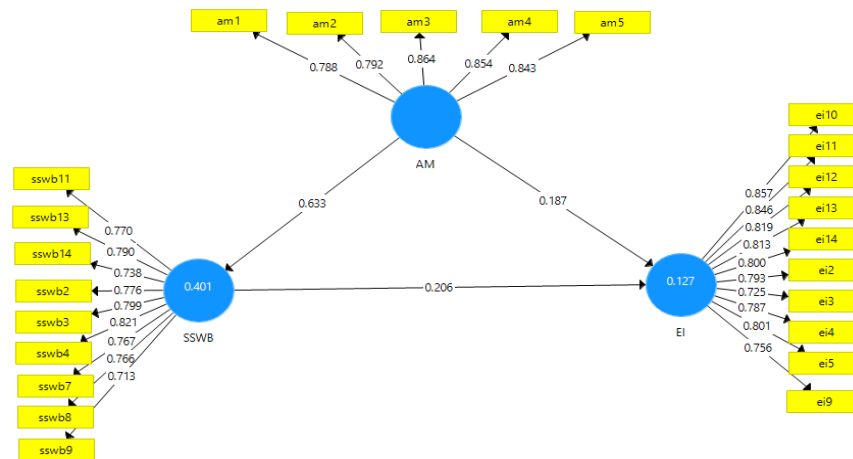 am1
am2
am3
am4
am5
0.788
0.792
0.864
0.854
0.843
AM
0.633
0.187
sswb11
sswb13
sswb14
sswb2
sswb3
sswb4
sswb7
sswb8
sswb9
0.770
0.790
0.738
0.776
0.799
0.821
0.767
0.766
0.713
0.401
SSWB
0.206
0.127
EI
0.857
0.846
0.819
0.813
0.800
0.793
0.725
0.787
0.801
0.756
ei10
ei11
ei12
ei13
ei14
ei2
ei3
ei4
ei5
ei9